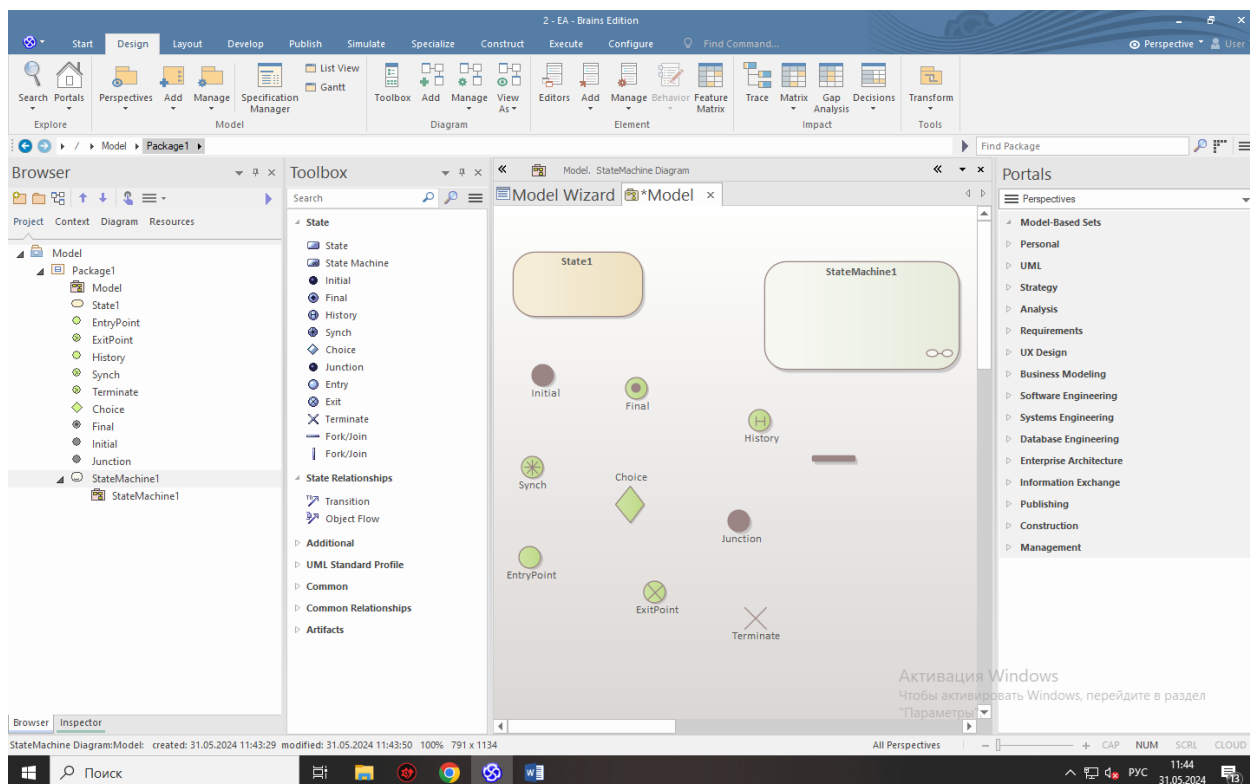 2 - EA - Brains Edition
Start Design Layout Develop Publish Simulate Specialize Construct Execute Configure Find Command... Perspective User
Search Portals Perspectives Add Manage Specification Manager List View Gantt Toolbox Add Manage View As Editors Add Manage Behavior Feature Matrix Trace Matrix Gap Analysis Decisions Transform
Explore Model Diagram Element Impact Tools
/ Model Package1 Find Package
Browser
Project Context Diagram Resources
Model
Package1
Model
State1
EntryPoint
ExitPoint
History
Synch
Terminate
Choice
Final
Initial
Junction
StateMachine1
StateMachine1
Browser Inspector
Toolbox
Search
State
State
State Machine
Initial
Final
History
Synch
Choice
Junction
Entry
Exit
Terminate
Fork/Join
Fork/Join
State Relationships
Transition
Object Flow
Additional
UML Standard Profile
Common
Common Relationships
Artifacts
Model. StateMachine Diagram
Model Wizard *Model
State1
StateMachine1
Initial
Final
History
Synch
Choice
Junction
EntryPoint
ExitPoint
Terminate
Portals
Perspectives
Model-Based Sets
Personal
UML
Strategy
Analysis
Requirements
UX Design
Business Modeling
Software Engineering
Systems Engineering
Database Engineering
Enterprise Architecture
Information Exchange
Publishing
Construction
Management
Активация Windows
Чтобы активировать Windows, перейдите в раздел
"Параметры".
StateMachine Diagram:Model: created: 31.05.2024 11:43:29 modified: 31.05.2024 11:43:50 100% 791 x 1134 All Perspectives CAP NUM SCRL CLOUD
Поиск РУС 11:44
31.05.2024 13